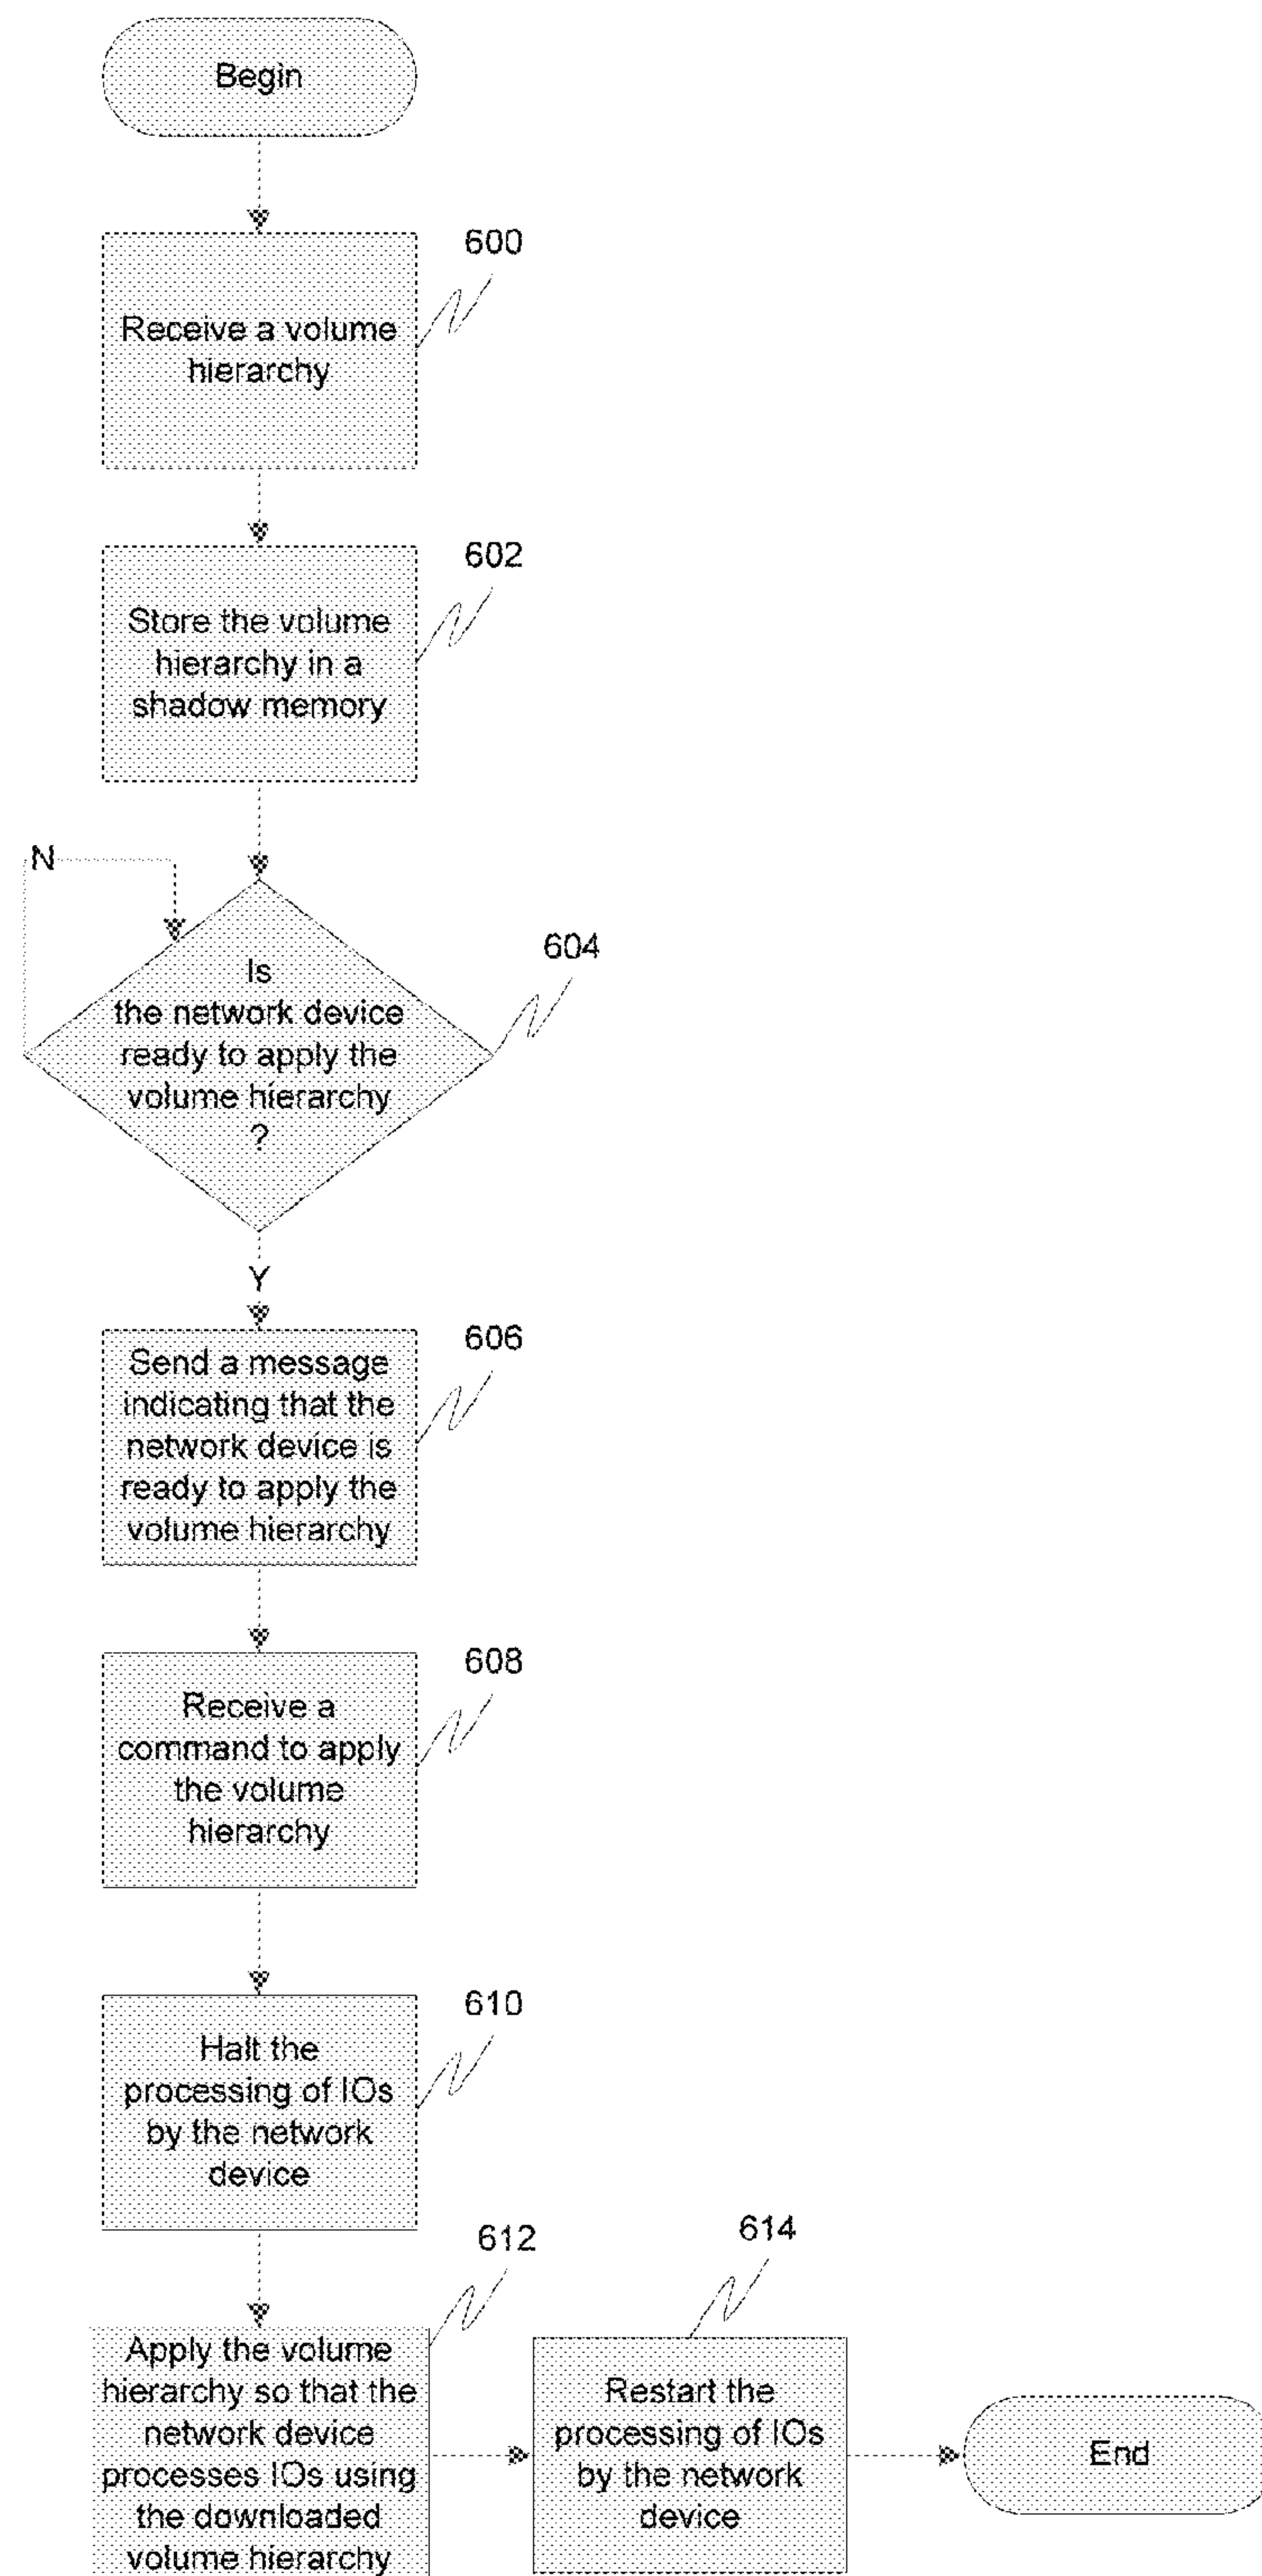 Begin
600
Receive a volume
hierarchy
602
Store the volume
hierarchy in a
shadow memory
N
604
Is
the network device
ready to apply the
volume hierarchy
?
Y
606
Send a message
indicating that the
network device is
ready to apply the
volume hierarchy
608
Receive a
command to apply
the volume
hierarchy
610
Halt the
processing of IOs
by the network
device
612
Apply the volume
hierarchy so that the
network device
processes IOs using
the downloaded
volume hierarchy
614
Restart the
processing of IOs
by the network
device
End